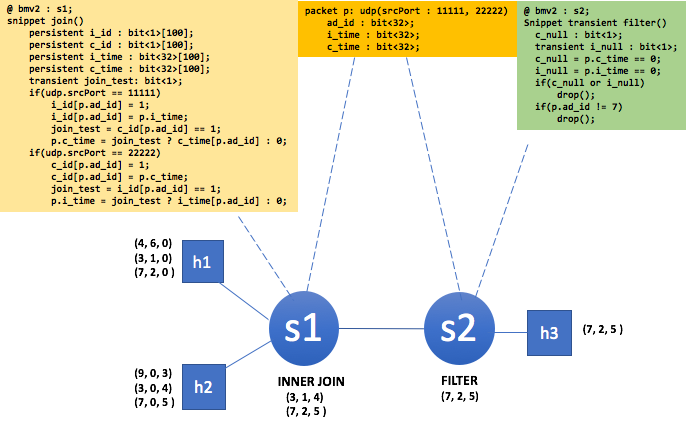 @ bmv2 : s1;
snippet join()
persistent i_id : bit<1>[100];
persistent c_id : bit<1>[100];
persistent i_time : bit<32>[100];
persistent c_time : bit<32>[100];
transient join_test: bit<1>;
if(udp.srcPort == 11111)
i_id[p.ad_id] = 1;
i_id[p.ad_id] = p.i_time;
join_test = c_id[p.ad_id] == 1;
p.c_time = join_test ? c_time[p.ad_id] : 0;
if(udp.srcPort == 22222)
c_id[p.ad_id] = 1;
c_id[p.ad_id] = p.c_time;
join_test = i_id[p.ad_id] == 1;
p.i_time = join_test ? i_time[p.ad_id] : 0;
packet p: udp(srcPort : 11111, 22222)
ad_id : bit<32>;
i_time : bit<32>;
c_time : bit<32>;
@ bmv2 : s2;
Snippet transient filter()
c_null : bit<1>;
transient i_null : bit<1>;
c_null = p.c_time == 0;
i_null = p.i_time == 0;
if(c_null or i_null)
drop();
if(p.ad_id != 7)
drop();
(4, 6, 0)
(3, 1, 0)
(7, 2, 0 )
h1
(9, 0, 3)
(3, 0, 4)
(7, 0, 5 )
h2
s1
INNER JOIN
(3, 1, 4)
(7, 2, 5 )
s2
FILTER
(7, 2, 5)
h3
(7, 2, 5 )